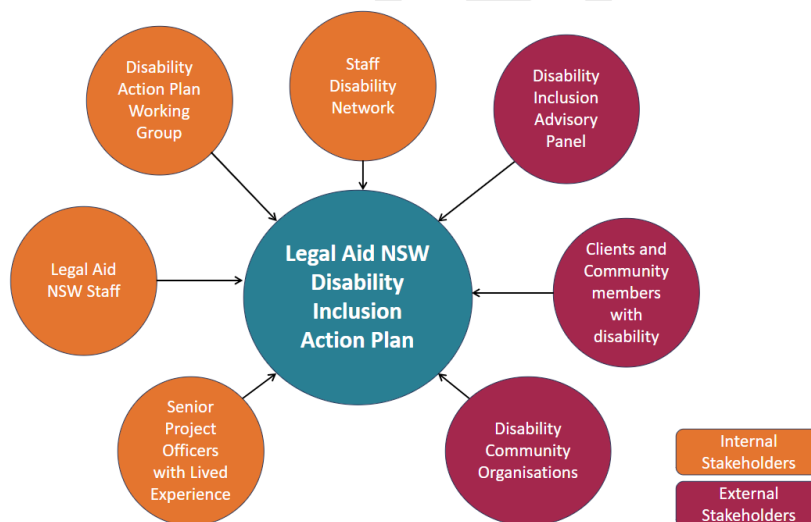 Disability
Action Plan
Working
Group
Staff
Disability
Network
Disability
Inclusion
Advisory
Panel
Legal Aid
NSW Staff
Legal Aid NSW
Disability
Inclusion
Action Plan
Clients and
Community
members
with
disability
Senior
Project
Officers
with Lived
Experience
Disability
Community
Organisations
Internal
Stakeholders
External
Stakeholders